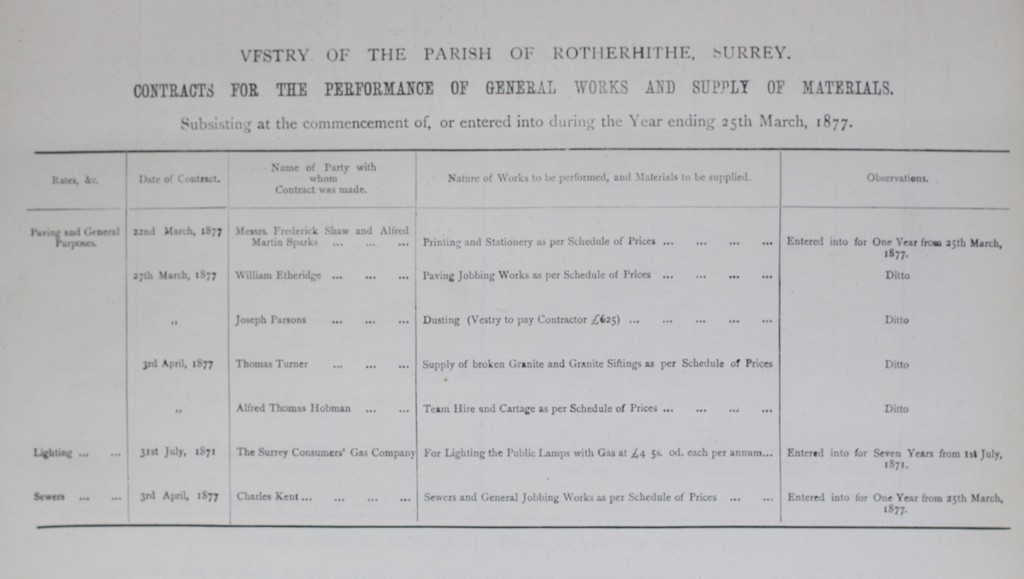 VESTRY OF THE PARISH OF ROTHERHITHE, SURREY.
CONTRACTS FOR THE PERFORMANCE OF GENERAL WORKS AND SUPPLY OF MATERIALS.
Subsisting at the commencement of, or entered into during the Year ending 25th March, 1877.
Rates, &c. Date of Contract. Name of Party with whom Contract was made. Nature of Works to be performed, and Materials to be supplied. Observations.
Paving and General Purposes. 22nd March, 1877 Messrs. Frederick Shaw and Alfred Martin Sparks ... ... ... Printing and Stationery as per Schedule of Prices ... ... ... ... Entered into for One Year from 25th March, 1877.
27th March, 1877 William Etheridge ... ... ... Paving Jobbing Works as per Schedule of Prices ... ... ... ... Ditto
„ Joseph Parsons ... ... ... Dusting (Vestry to pay Contractor £625) ... ... ... ... ... Ditto
3rd April, 1877 Thomas Turner ... ... ... Supply of broken Granite and Granite Siftings as per Schedule of Prices Ditto
„ Alfred Thomas Hobman ... ... Team Hire and Cartage as per Schedule of Prices ... ... ... ... Ditto
Lighting ... ... 31st July, 1871 The Surrey Consumers' Gas Company For Lighting the Public Lamps with Gas at £4 5s. 0d. each per annum... Entered into for Seven Years from 1st July, 1871.
Sewers ... ... 3rd April, 1877 Charles Kent ... ... ... ... Sewers and General Jobbing Works as per Schedule of Prices ... ... Entered into for One Year from 25th March, 1877.